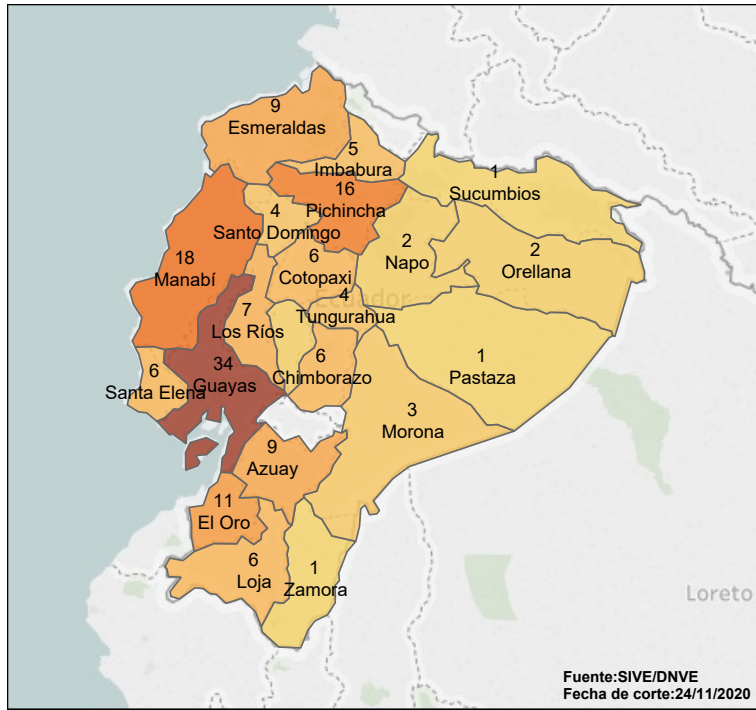 9
Esmeraldas
5
Imbabura
1
Sucumbios
16
Pichincha
4
Santo Domingo
2
Napo
2
Orellana
18
Manabí
6
Cotopaxi
Ecuador
4
Tungurahua
7
Los Ríos
6
Chimborazo
1
Pastaza
6
Santa Elena
34
Guayas
3
Morona
9
Azuay
11
El Oro
6
Loja
1
Zamora
Loreto
Fuente:SIVE/DNVE
Fecha de corte:24/11/2020